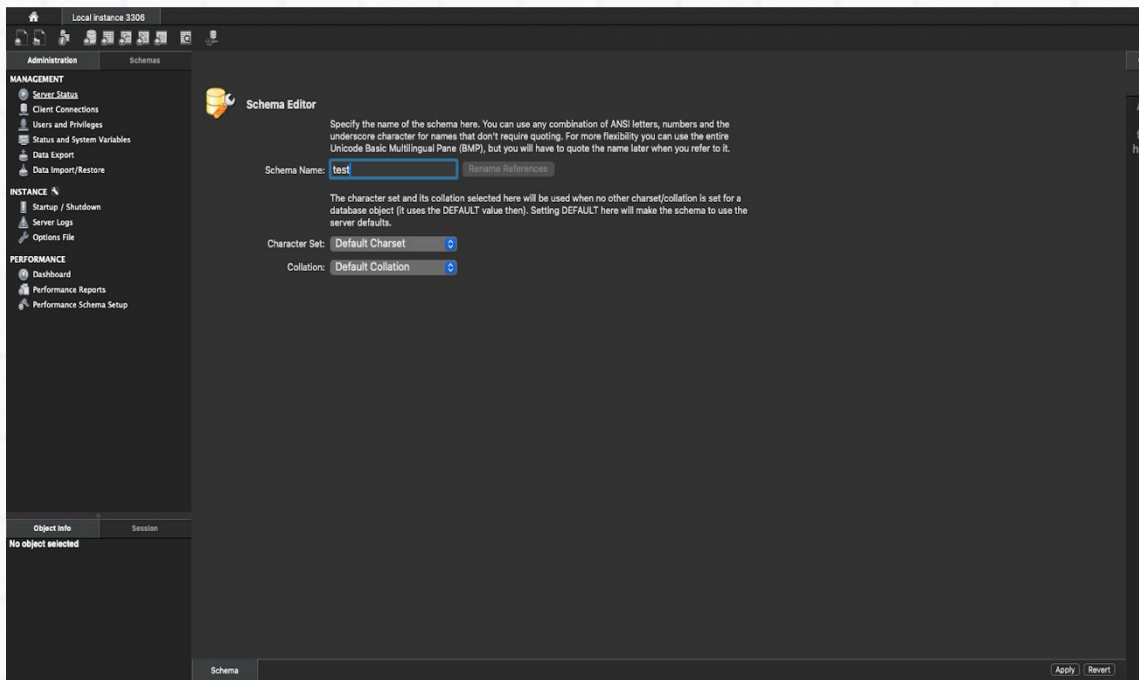 Local instance 3306
Administration
Schemas
MANAGEMENT
Server Status
Client Connections
Users and Privileges
Status and System Variables
Data Export
Data Import/Restore
INSTANCE
Startup / Shutdown
Server Logs
Options File
PERFORMANCE
Dashboard
Performance Reports
Performance Schema Setup
Object Info
Session
No object selected
Schema Editor
Specify the name of the schema here. You can use any combination of ANSI letters, numbers and the
underscore character for names that don't require quoting. For more flexibility you can use the entire
Unicode Basic Multilingual Pane (BMP), but you will have to quote the name later when you refer to it.
Schema Name: test Rename References
The character set and its collation selected here will be used when no other charset/collation is set for a
database object (it uses the DEFAULT value then). Setting DEFAULT here will make the schema to use the
server defaults.
Character Set: Default Charset
Collation: Default Collation
Schema
Apply Revert